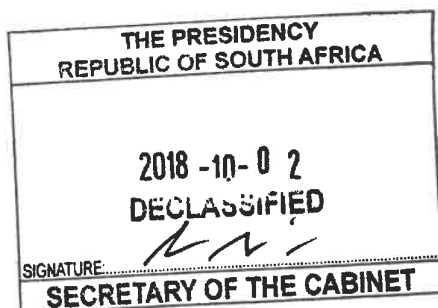 THE PRESIDENCY
REPUBLIC OF SOUTH AFRICA
2018 -10- 0 2
DECLASSIFIED
SIGNATURE:
SECRETARY OF THE CABINET